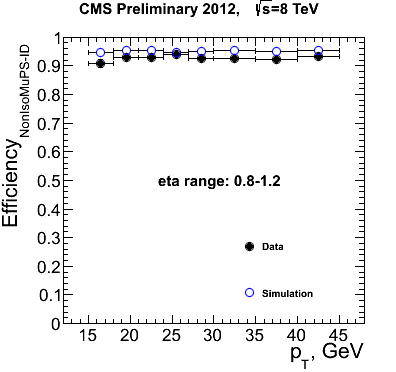 CMS Preliminary 2012, √s=8 TeV
Efficiency NonIsoMuPS-ID
1
0.9
0.8
0.7
0.6
0.5
0.4
0.3
0.2
0.1
0
eta range: 0.8-1.2
Data
Simulation
15 20 25 30 35 40 45
p_T, GeV